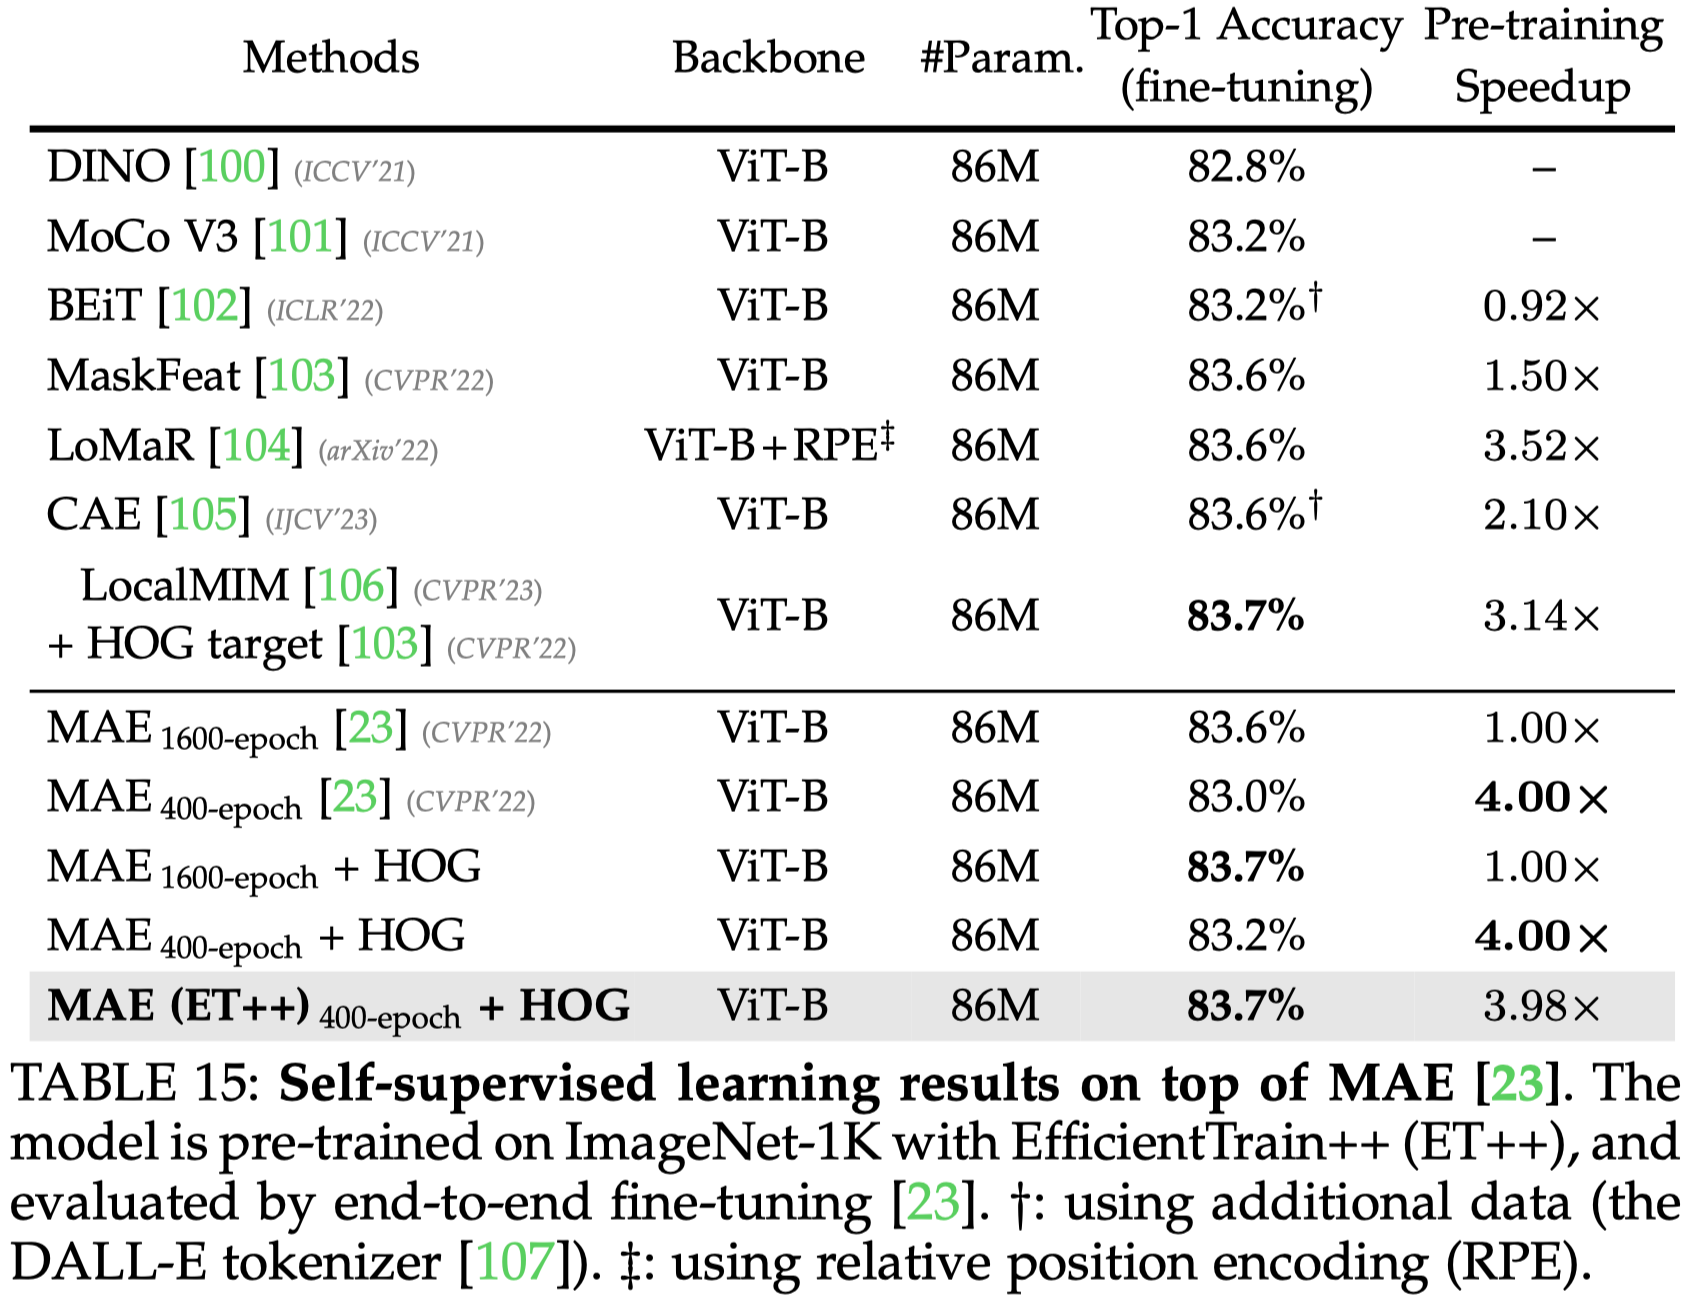 Methods Backbone #Param. Top-1 Accuracy (fine-tuning) Pre-training Speedup
DINO [100] (ICCV'21) ViT-B 86M 82.8% –
MoCo V3 [101] (ICCV'21) ViT-B 86M 83.2% –
BEiT [102] (ICLR'22) ViT-B 86M 83.2%† 0.92×
MaskFeat [103] (CVPR'22) ViT-B 86M 83.6% 1.50×
LoMaR [104] (arXiv'22) ViT-B+RPE‡ 86M 83.6% 3.52×
CAE [105] (IJCV'23) ViT-B 86M 83.6%† 2.10×
LocalMIM [106] (CVPR'23)
+ HOG target [103] (CVPR'22) ViT-B 86M 83.7% 3.14×
MAE 1600-epoch [23] (CVPR'22) ViT-B 86M 83.6% 1.00×
MAE 400-epoch [23] (CVPR'22) ViT-B 86M 83.0% 4.00×
MAE 1600-epoch + HOG ViT-B 86M 83.7% 1.00×
MAE 400-epoch + HOG ViT-B 86M 83.2% 4.00×
MAE (ET++) 400-epoch + HOG ViT-B 86M 83.7% 3.98×
TABLE 15: Self-supervised learning results on top of MAE [23]. The
model is pre-trained on ImageNet-1K with EfficientTrain++ (ET++), and
evaluated by end-to-end fine-tuning [23]. †: using additional data (the
DALL-E tokenizer [107]). ‡: using relative position encoding (RPE).